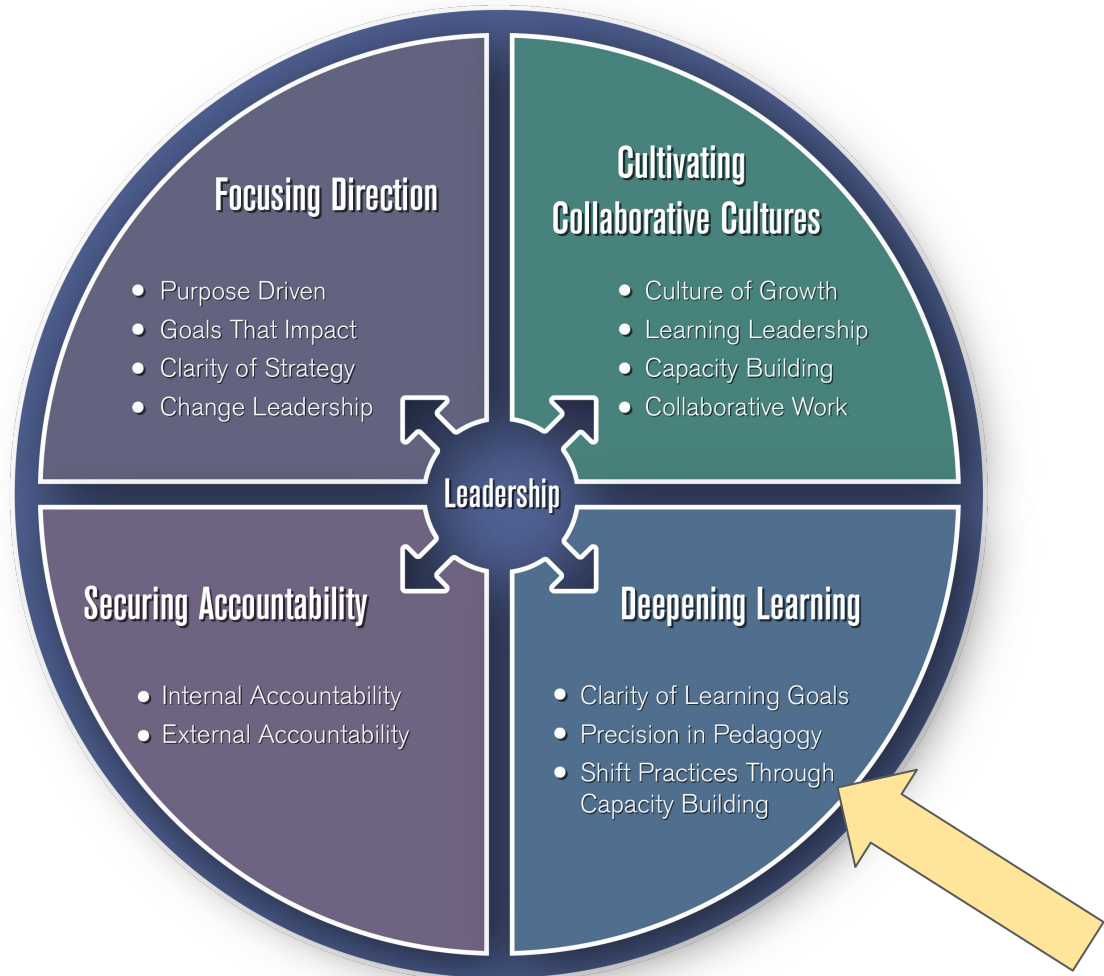 Focusing Direction
• Purpose Driven
• Goals That Impact
• Clarity of Strategy
• Change Leadership
Cultivating
Collaborative Cultures
• Culture of Growth
• Learning Leadership
• Capacity Building
• Collaborative Work
Leadership
Securing Accountability
• Internal Accountability
• External Accountability
Deepening Learning
• Clarity of Learning Goals
• Precision in Pedagogy
• Shift Practices Through
Capacity Building